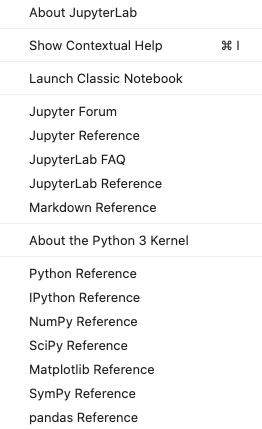 About JupyterLab
Show Contextual Help ⌘ I
Launch Classic Notebook
Jupyter Forum
Jupyter Reference
JupyterLab FAQ
JupyterLab Reference
Markdown Reference
About the Python 3 Kernel
Python Reference
IPython Reference
NumPy Reference
SciPy Reference
Matplotlib Reference
SymPy Reference
pandas Reference